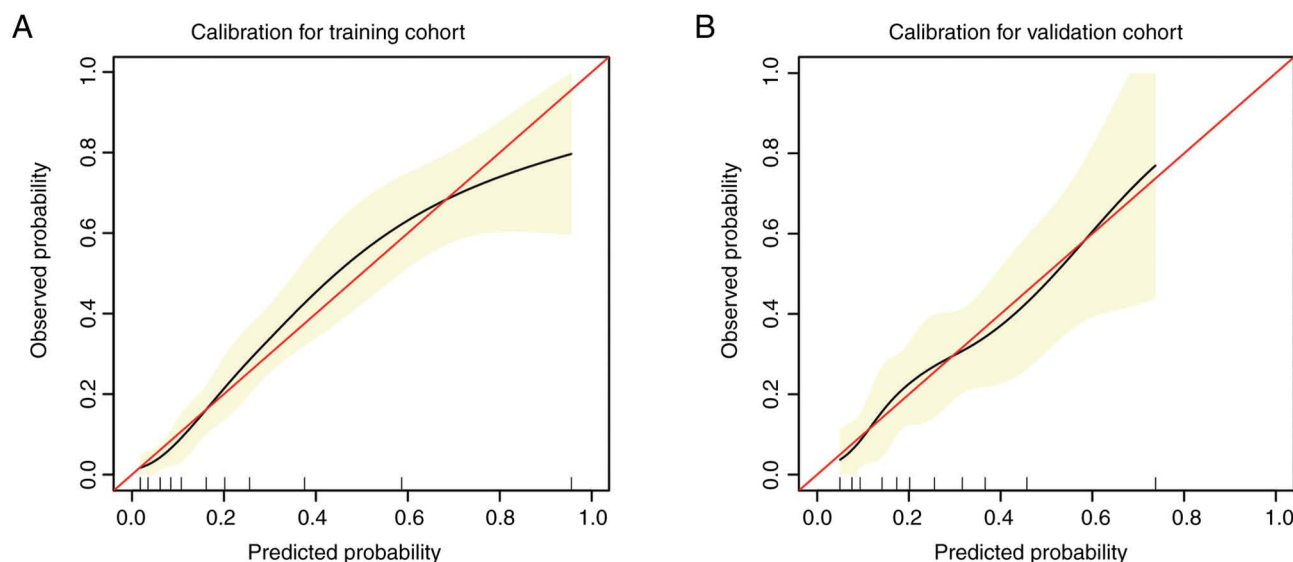 A
Calibration for training cohort
Observed probability
1.0
0.8
0.6
0.4
0.2
0.0
0.0 0.2 0.4 0.6 0.8 1.0
Predicted probability
B
Calibration for validation cohort
Observed probability
1.0
0.8
0.6
0.4
0.2
0.0
0.0 0.2 0.4 0.6 0.8 1.0
Predicted probability